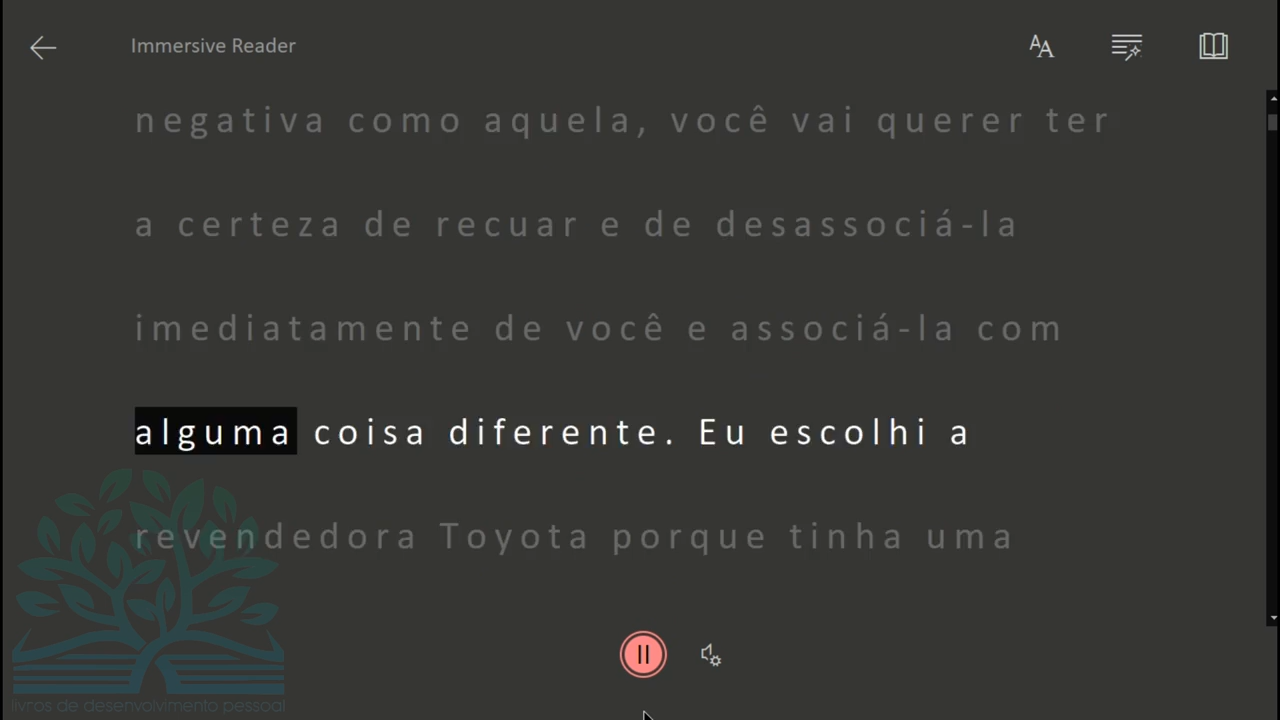 Immersive Reader
negativa como aquela, você vai querer ter
a certeza de recuar e de desassociá-la
imediatamente de você e associá-la com
alguma coisa diferente. Eu escolhi a
revendedora Toyota porque tinha uma
livros de desenvolvimento pessoal